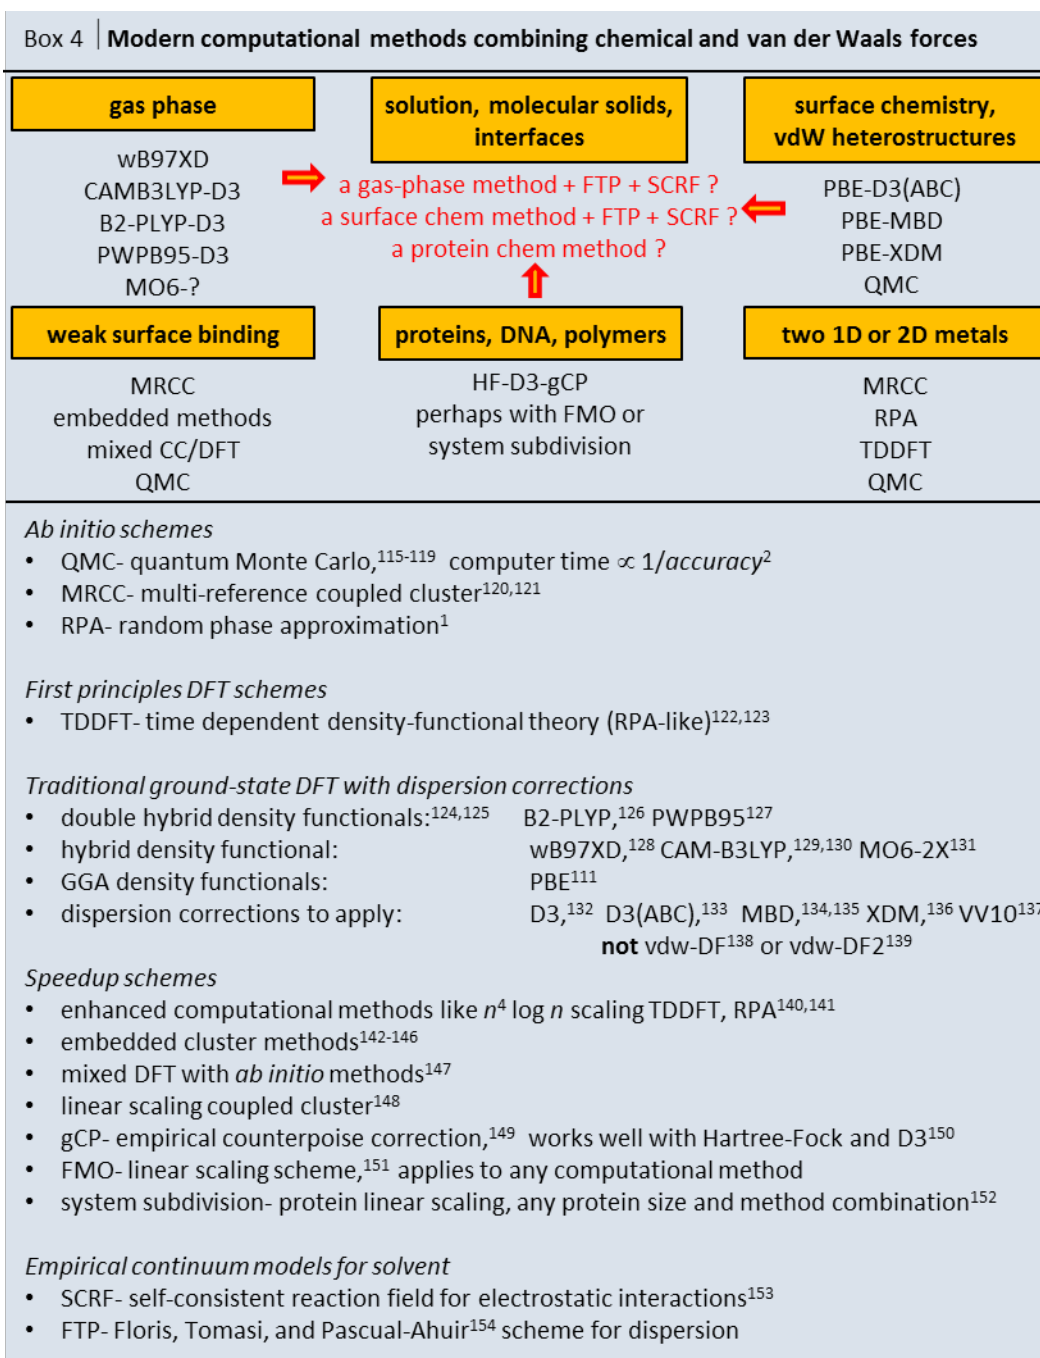 Box 4 | Modern computational methods combining chemical and van der Waals forces
gas phase
wB97XD
CAMB3LYP-D3
B2-PLYP-D3
PWPB95-D3
MO6-?
solution, molecular solids,
interfaces
a gas-phase method + FTP + SCRF ?
a surface chem method + FTP + SCRF ?
a protein chem method ?
surface chemistry,
vdW heterostructures
PBE-D3(ABC)
PBE-MBD
PBE-XDM
QMC
weak surface binding
MRCC
embedded methods
mixed CC/DFT
QMC
proteins, DNA, polymers
HF-D3-gCP
perhaps with FMO or
system subdivision
two 1D or 2D metals
MRCC
RPA
TDDFT
QMC
Ab initio schemes
• QMC- quantum Monte Carlo,115-119 computer time ∝ 1/accuracy2
• MRCC- multi-reference coupled cluster120,121
• RPA- random phase approximation1
First principles DFT schemes
• TDDFT- time dependent density-functional theory (RPA-like)122,123
Traditional ground-state DFT with dispersion corrections
• double hybrid density functionals:124,125 B2-PLYP,126 PWPB95127
• hybrid density functional: wB97XD,128 CAM-B3LYP,129,130 MO6-2X131
• GGA density functionals: PBE111
• dispersion corrections to apply: D3,132 D3(ABC),133 MBD,134,135 XDM,136 VV10137
not vdw-DF138 or vdw-DF2139
Speedup schemes
• enhanced computational methods like n4 log n scaling TDDFT, RPA140,141
• embedded cluster methods142-146
• mixed DFT with ab initio methods147
• linear scaling coupled cluster148
• gCP- empirical counterpoise correction,149 works well with Hartree-Fock and D3150
• FMO- linear scaling scheme,151 applies to any computational method
• system subdivision- protein linear scaling, any protein size and method combination152
Empirical continuum models for solvent
• SCRF- self-consistent reaction field for electrostatic interactions153
• FTP- Floris, Tomasi, and Pascual-Ahuir154 scheme for dispersion